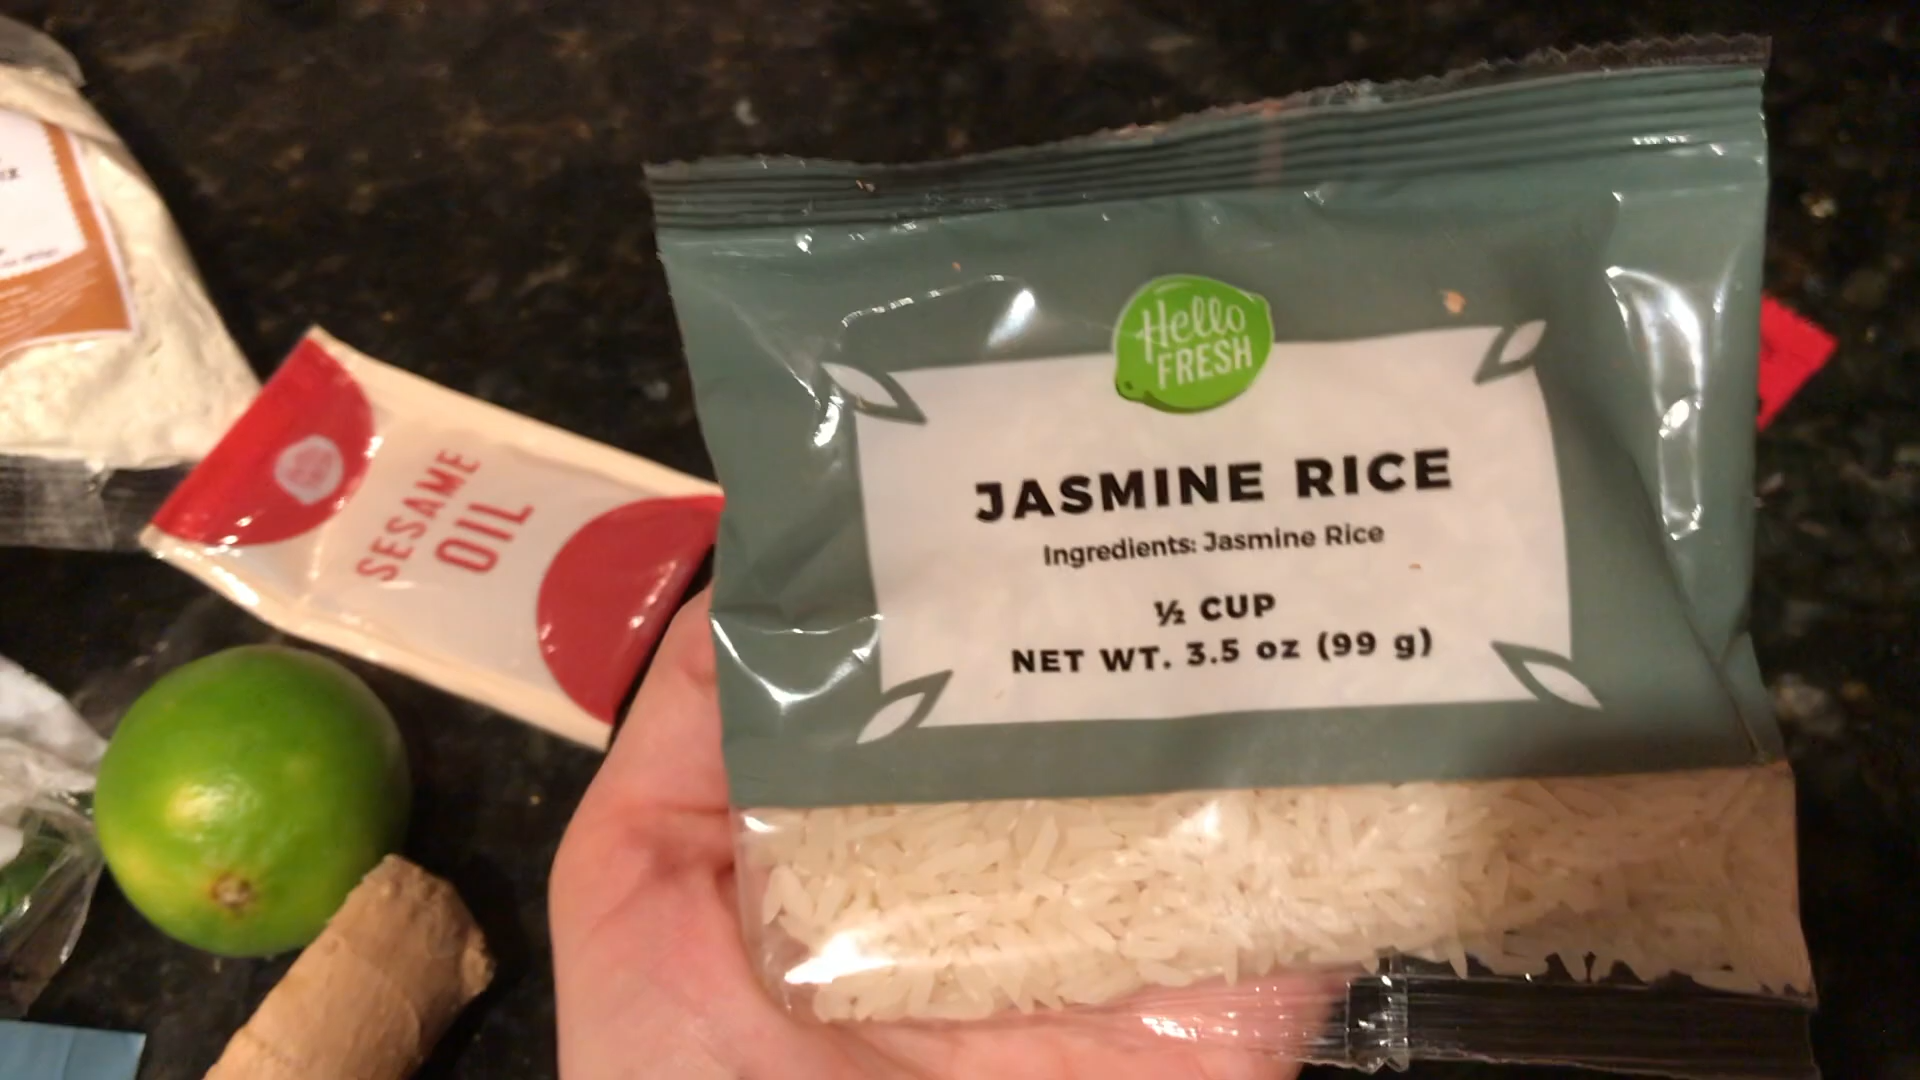 Hello
FRESH
JASMINE RICE
Ingredients: Jasmine Rice
½ CUP
NET WT. 3.5 oz (99 g)
SESAME
OIL